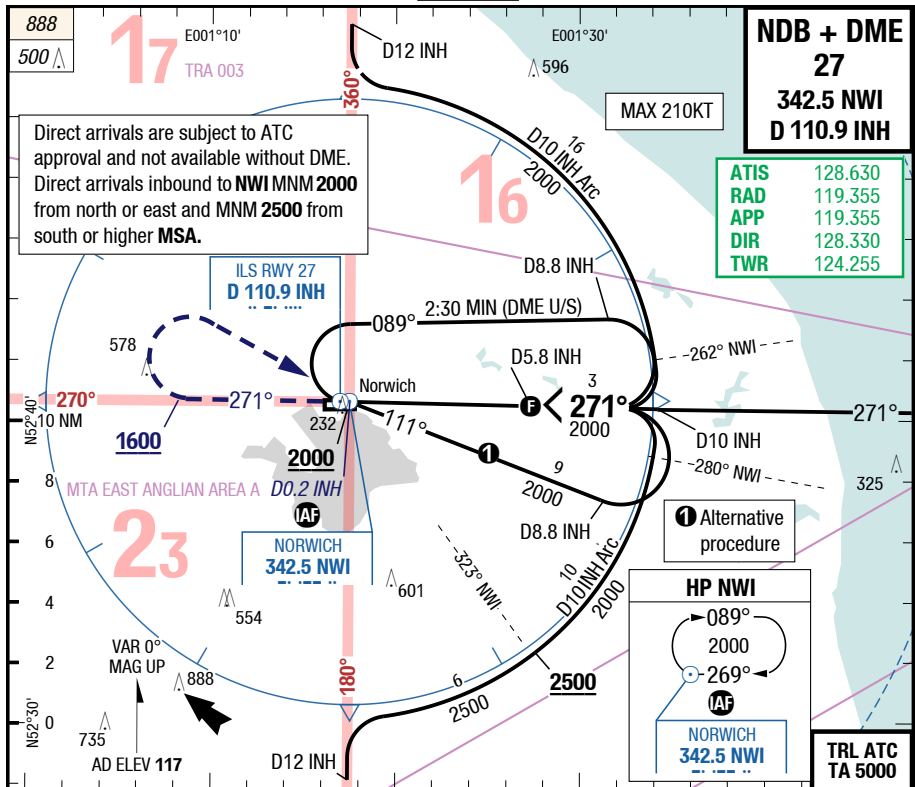 888
500
17
TRA 003
E001°10'
D12 INH
E001°30'
596
NDB + DME
27
342.5 NWI
D 110.9 INH
MAX 210KT
360°
Direct arrivals are subject to ATC
approval and not available without DME.
Direct arrivals inbound to NWI MNM 2000
from north or east and MNM 2500 from
south or higher MSA.
16
D10 INH Arc
2000
16
ATIS 128.630
RAD 119.355
APP 119.355
DIR 128.330
TWR 124.255
ILS RWY 27
D 110.9 INH
D8.8 INH
089°
2:30 MIN (DME U/S)
578
D5.8 INH
262° NWI
Norwich
3
270°
271°
F
271°
2000
271°
N52°40'
10 NM
232
111°
D10 INH
1600
2000
1
9
2000
280° NWI
325
8
MTA EAST ANGLIAN AREA A
D0.2 INH
IAF
D8.8 INH
1 Alternative
procedure
6
23
NORWICH
342.5 NWI
323° NWI
10
D10 INH Arc
2000
HP NWI
089°
2000
269°
IAF
NORWICH
342.5 NWI
4
554
601
VAR 0°
MAG UP
2
888
180°
6
2500
2500
N52°30'
0
735
AD ELEV 117
D12 INH
TRL ATC
TA 5000